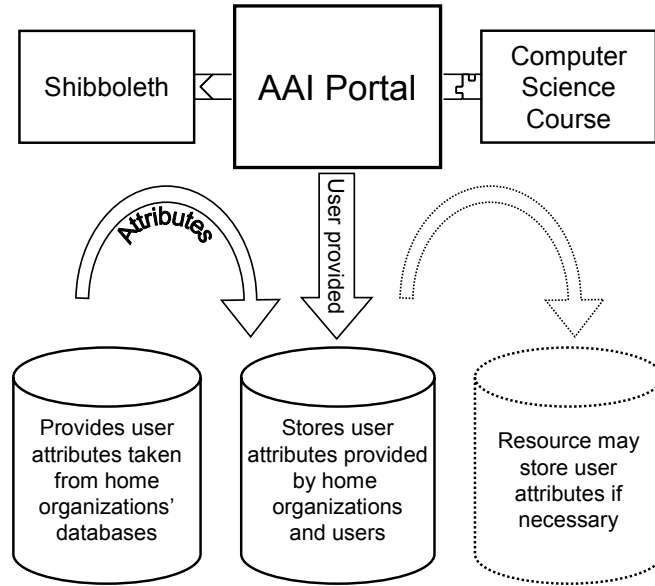 Shibboleth
AAI Portal
Computer
Science
Course
Attributes
User provided
Provides user
attributes taken
from home
organizations’
databases
Stores user
attributes provided
by home
organizations
and users
Resource may
store user
attributes if
necessary